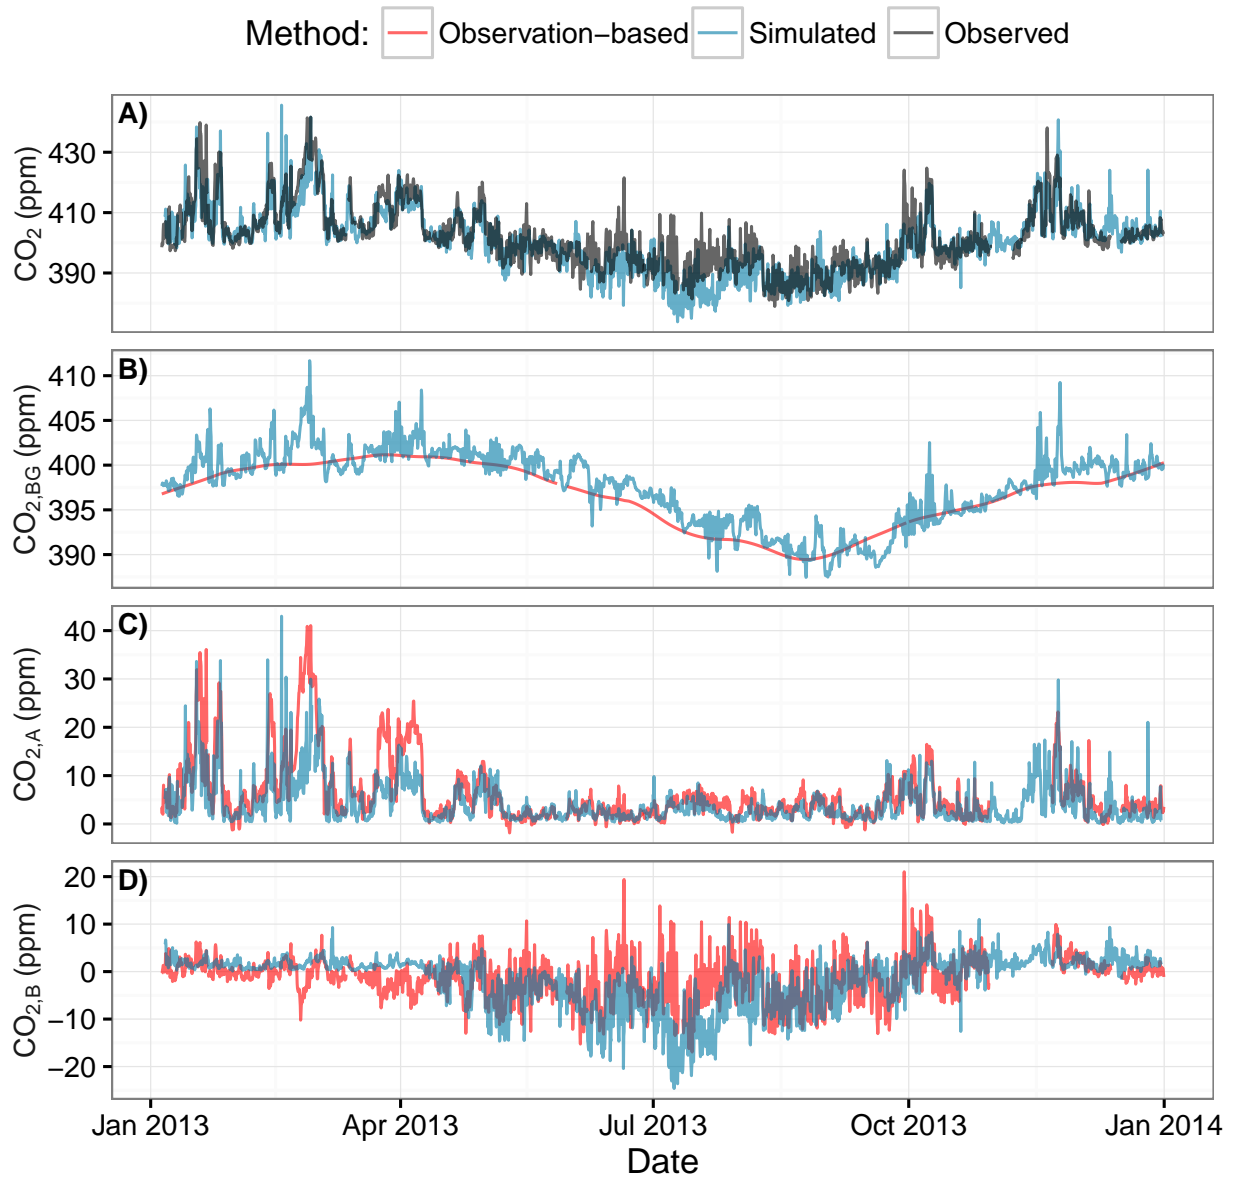 Method: Observation−based Simulated Observed
A)
CO2 (ppm)
430
410
390
B)
CO2,BG (ppm)
410
405
400
395
390
C)
CO2,A (ppm)
40
30
20
10
0
D)
CO2,B (ppm)
20
10
0
−10
−20
Jan 2013 Apr 2013 Jul 2013 Oct 2013 Jan 2014
Date